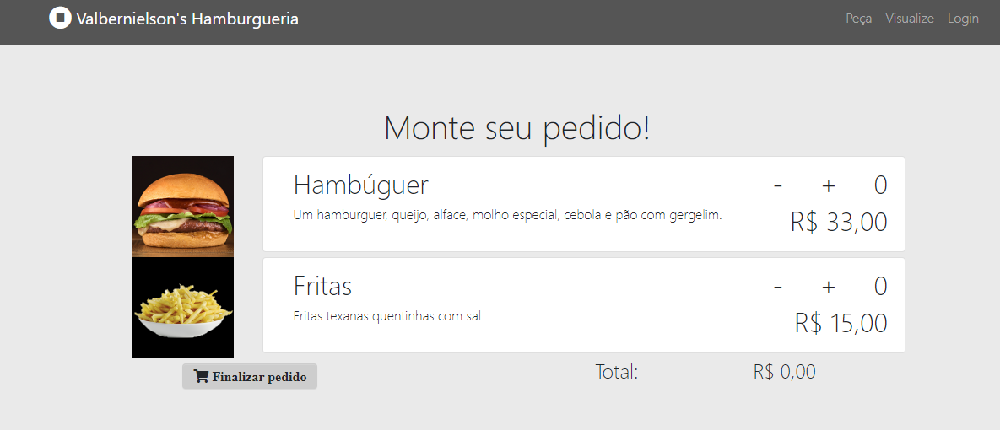 Valbernielson's Hamburgueria Peça Visualize Login
Monte seu pedido!
Hambúguer - + 0
Um hamburguer, queijo, alface, molho especial, cebola e pão com gergelim.
R$ 33,00
Fritas - + 0
Fritas texanas quentinhas com sal.
R$ 15,00
Finalizar pedido Total: R$ 0,00